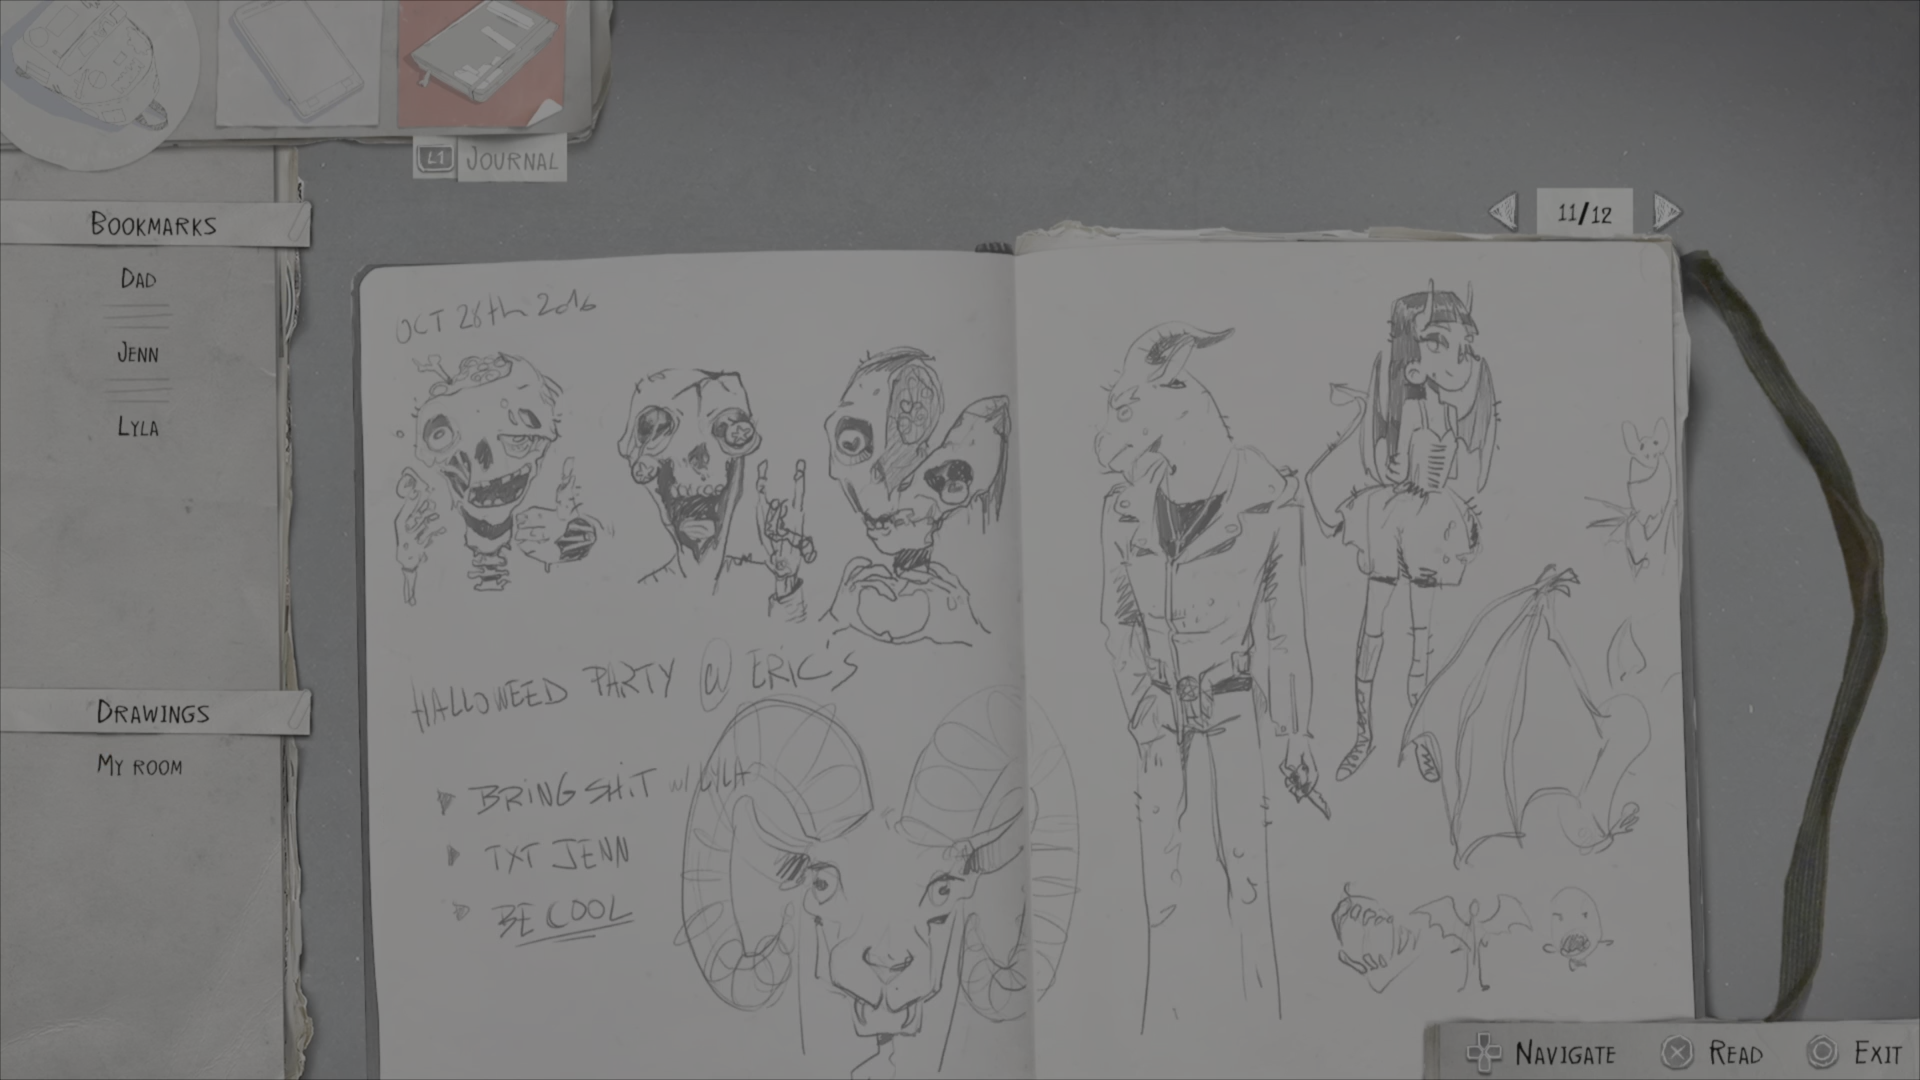 L1 JOURNAL
BOOKMARKS
DAD
JENN
LYLA
DRAWINGS
MY ROOM
11/12
OCT 26th 2016
HALLOWEED PARTY @ ERIC'S
BRING SHIT w/ LYLA
TXT JENN
BE COOL
NAVIGATE
READ
EXIT